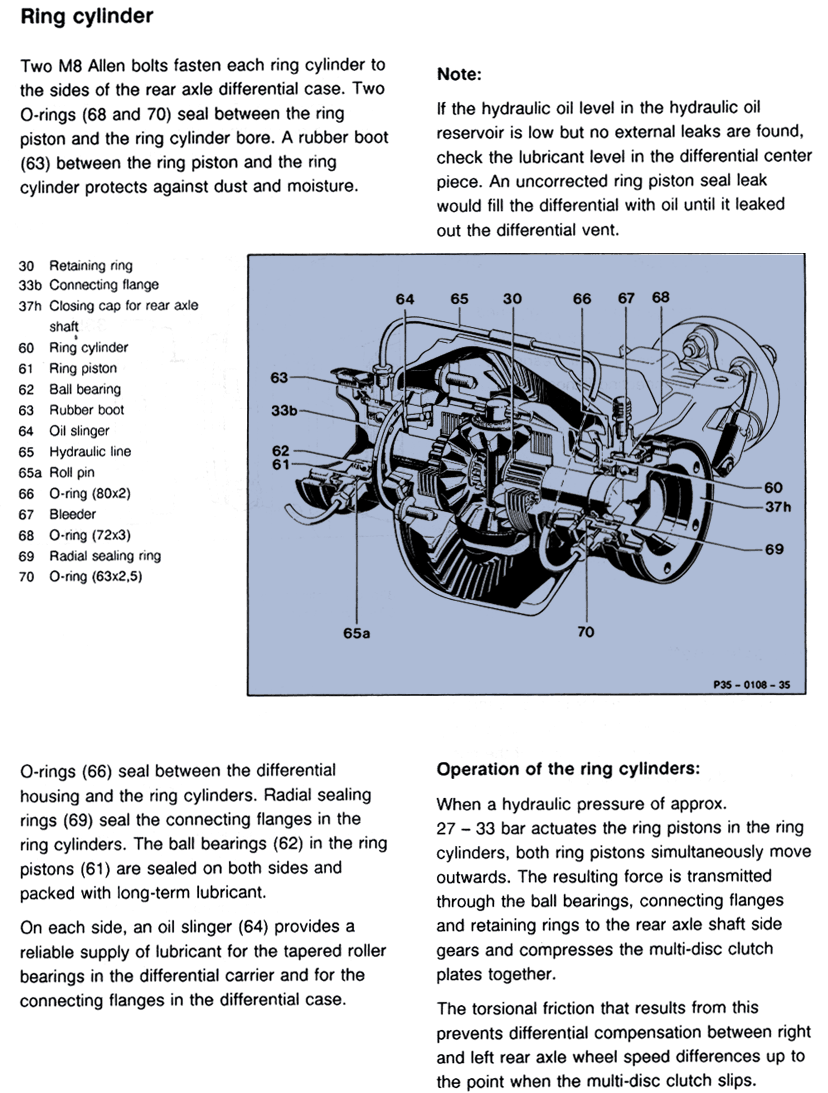 Ring cylinder
Two M8 Allen bolts fasten each ring cylinder to
the sides of the rear axle differential case. Two
O-rings (68 and 70) seal between the ring
piston and the ring cylinder bore. A rubber boot
(63) between the ring piston and the ring
cylinder protects against dust and moisture.
Note:
If the hydraulic oil level in the hydraulic oil
reservoir is low but no external leaks are found,
check the lubricant level in the differential center
piece. An uncorrected ring piston seal leak
would fill the differential with oil until it leaked
out the differential vent.
30 Retaining ring
33b Connecting flange
37h Closing cap for rear axle
shaft
60 Ring cylinder
61 Ring piston
62 Ball bearing
63 Rubber boot
64 Oil slinger
65 Hydraulic line
65a Roll pin
66 O-ring (80x2)
67 Bleeder
68 O-ring (72x3)
69 Radial sealing ring
70 O-ring (63x2,5)
64 65 30 66 67 68
63
33b
62
61
60
37h
69
65a
70
P35 - 0108 - 35
O-rings (66) seal between the differential
housing and the ring cylinders. Radial sealing
rings (69) seal the connecting flanges in the
ring cylinders. The ball bearings (62) in the ring
pistons (61) are sealed on both sides and
packed with long-term lubricant.
On each side, an oil slinger (64) provides a
reliable supply of lubricant for the tapered roller
bearings in the differential carrier and for the
connecting flanges in the differential case.
Operation of the ring cylinders:
When a hydraulic pressure of approx.
27 – 33 bar actuates the ring pistons in the ring
cylinders, both ring pistons simultaneously move
outwards. The resulting force is transmitted
through the ball bearings, connecting flanges
and retaining rings to the rear axle shaft side
gears and compresses the multi-disc clutch
plates together.
The torsional friction that results from this
prevents differential compensation between right
and left rear axle wheel speed differences up to
the point when the multi-disc clutch slips.